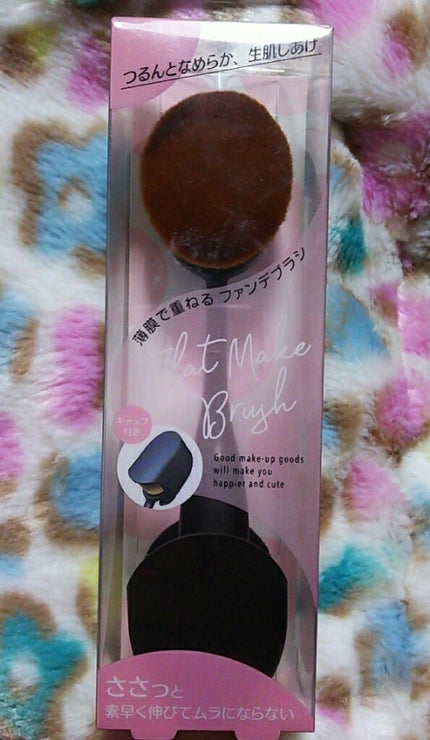 つるんとなめらか、生肌しあげ
薄膜で重ねる ファンデブラシ
Flat Make
Brush
キャップ
付き
Good make-up goods
will make you
happier and cute
ささっと
素早く伸びてムラにならない